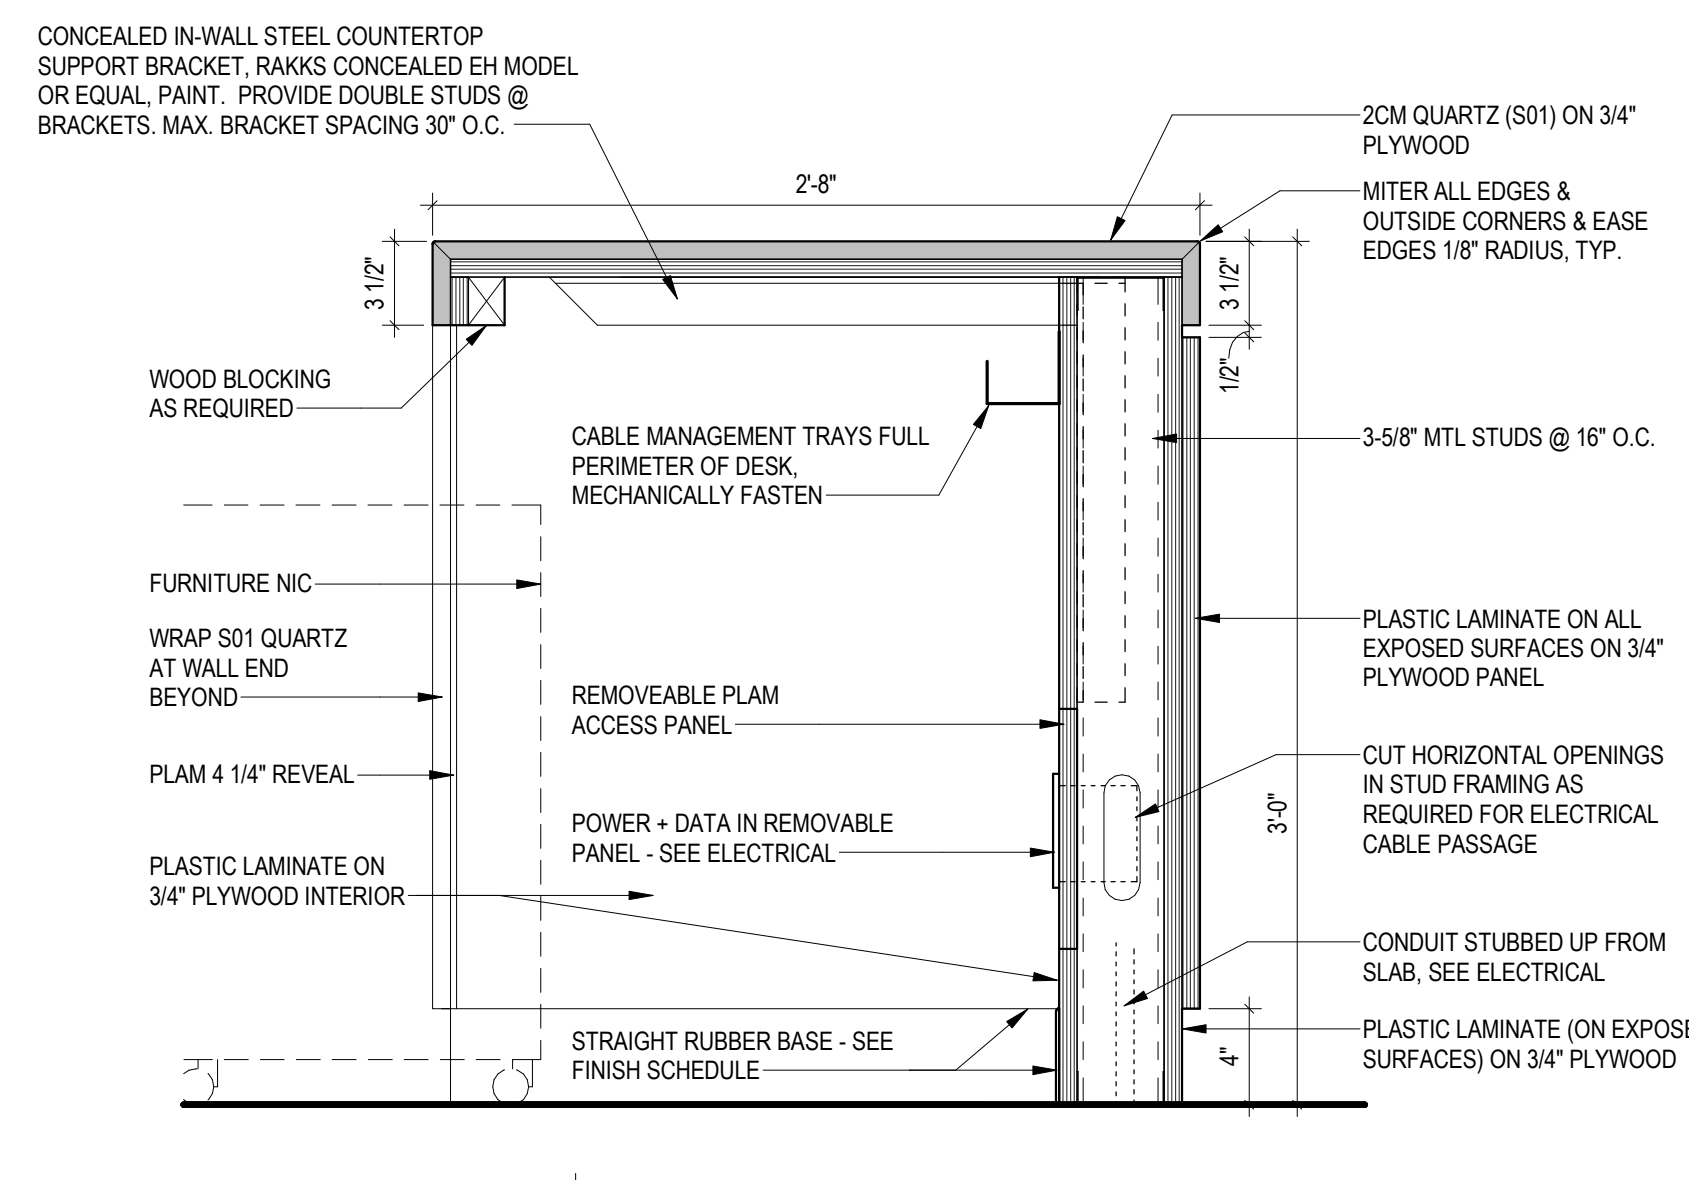 CONCEALED IN-WALL STEEL COUNTERTOP
SUPPORT BRACKET, RAKKS CONCEALED EH MODEL
OR EQUAL, PAINT. PROVIDE DOUBLE STUDS @
BRACKETS. MAX. BRACKET SPACING 30" O.C.
2CM QUARTZ (S01) ON 3/4"
PLYWOOD
2'-8"
MITER ALL EDGES &
OUTSIDE CORNERS & EASE
EDGES 1/8" RADIUS, TYP.
3 1/2"
3 1/2"
1/2"
WOOD BLOCKING
AS REQUIRED
CABLE MANAGEMENT TRAYS FULL
PERIMETER OF DESK,
MECHANICALLY FASTEN
3-5/8" MTL STUDS @ 16" O.C.
FURNITURE NIC
WRAP S01 QUARTZ
AT WALL END
BEYOND
PLASTIC LAMINATE ON ALL
EXPOSED SURFACES ON 3/4"
PLYWOOD PANEL
REMOVEABLE PLAM
ACCESS PANEL
PLAM 4 1/4" REVEAL
CUT HORIZONTAL OPENINGS
IN STUD FRAMING AS
REQUIRED FOR ELECTRICAL
CABLE PASSAGE
3'-0"
POWER + DATA IN REMOVABLE
PANEL - SEE ELECTRICAL
PLASTIC LAMINATE ON
3/4" PLYWOOD INTERIOR
CONDUIT STUBBED UP FROM
SLAB, SEE ELECTRICAL
STRAIGHT RUBBER BASE - SEE
FINISH SCHEDULE
4"
PLASTIC LAMINATE (ON EXPOSE
SURFACES) ON 3/4" PLYWOOD